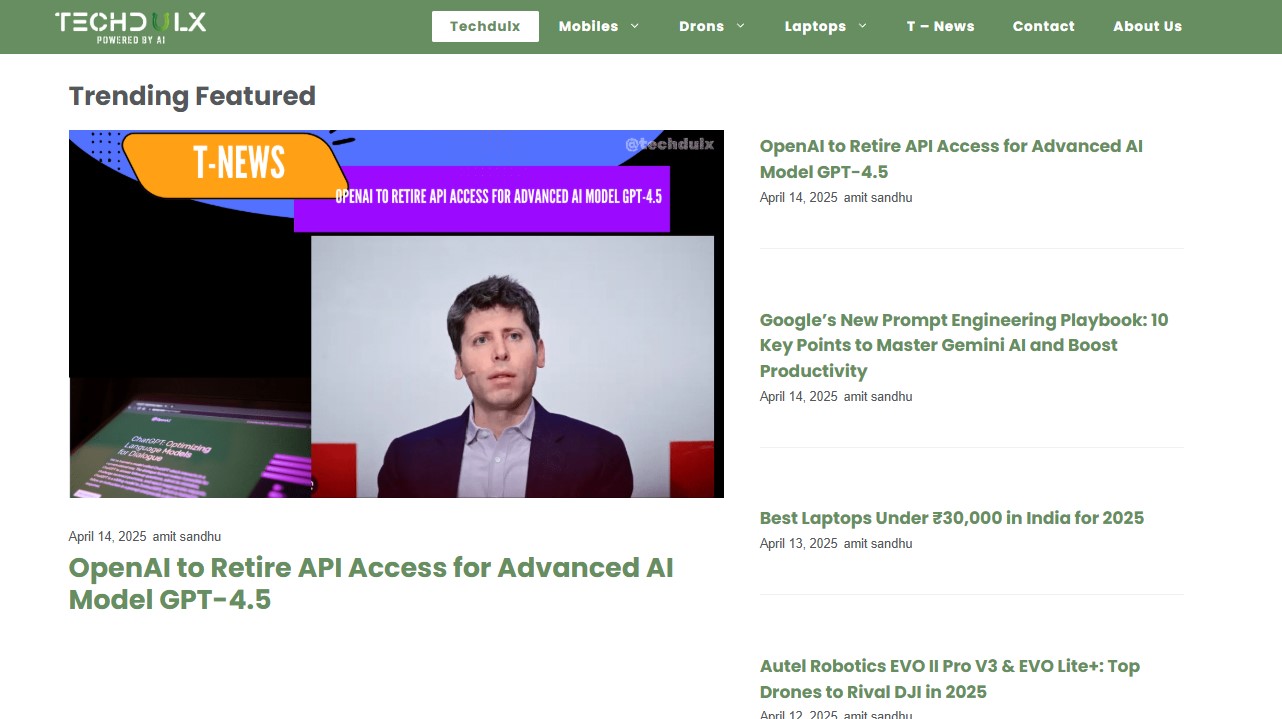 TECHDULX
POWERED BY AI
Techdulx
Mobiles
Drons
Laptops
T – News
Contact
About Us
Trending Featured
T-NEWS
@techdulx
OPENAI TO RETIRE API ACCESS FOR ADVANCED AI MODEL GPT-4.5
ChatGPT: Optimizing
Language Models
for Dialogue
April 14, 2025 amit sandhu
OpenAI to Retire API Access for Advanced AI
Model GPT-4.5
OpenAI to Retire API Access for Advanced AI
Model GPT-4.5
April 14, 2025 amit sandhu
Google’s New Prompt Engineering Playbook: 10
Key Points to Master Gemini AI and Boost
Productivity
April 14, 2025 amit sandhu
Best Laptops Under ₹30,000 in India for 2025
April 13, 2025 amit sandhu
Autel Robotics EVO II Pro V3 & EVO Lite+: Top
Drones to Rival DJI in 2025
April 12, 2025 amit sandhu